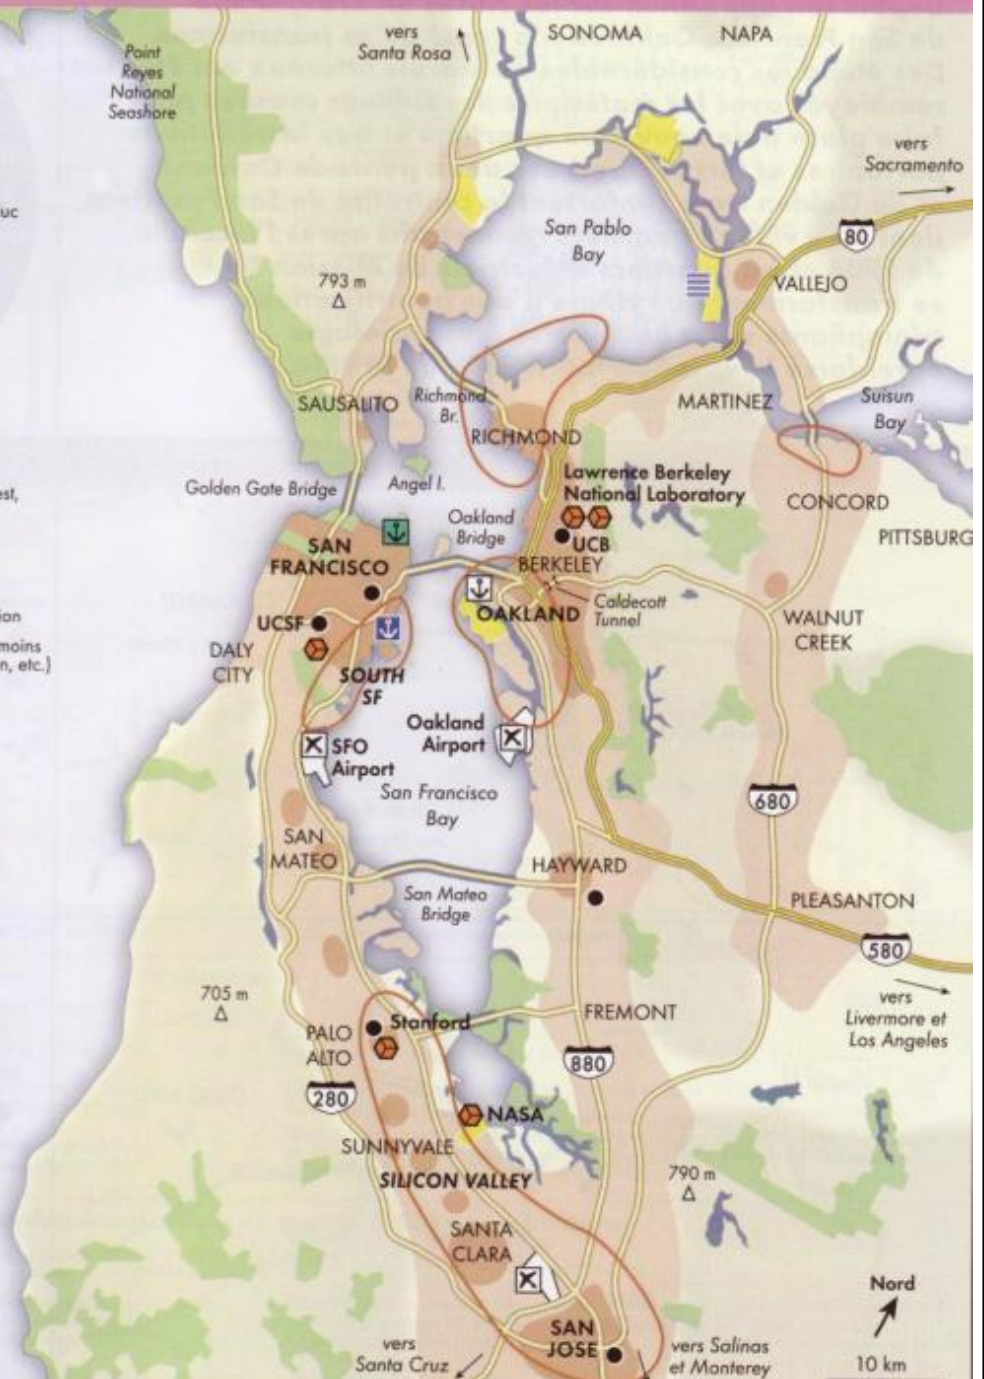 vers
Santa Rosa
SONOMA
NAPA
Point
Reyes
National
Seashore
vers
Sacramento
uc
San Pablo
Bay
80
793 m
VALLEJO
SAUSALITO
Richmond
Br.
RICHMOND
MARTINEZ
Suisun
Bay
Golden Gate Bridge
Angel I.
Lawrence Berkeley
National Laboratory
CONCORD
est,
Oakland
Bridge
PITTSBURG
SAN
FRANCISCO
UCB
BERKELEY
OAKLAND
Caldecott
Tunnel
UCSF
ion
moins
n, etc.)
DALY
CITY
SOUTH
SF
WALNUT
CREEK
Oakland
Airport
SFO
Airport
San Francisco
Bay
680
SAN
MATEO
HAYWARD
San Mateo
Bridge
PLEASANTON
580
705 m
vers
Livermore et
Los Angeles
Stanford
FREMONT
PALO
ALTO
880
280
NASA
SUNNYVALE
SILICON VALLEY
790 m
SANTA
CLARA
Nord
SAN
JOSE
vers
Santa Cruz
vers Salinas
et Monterey
10 km